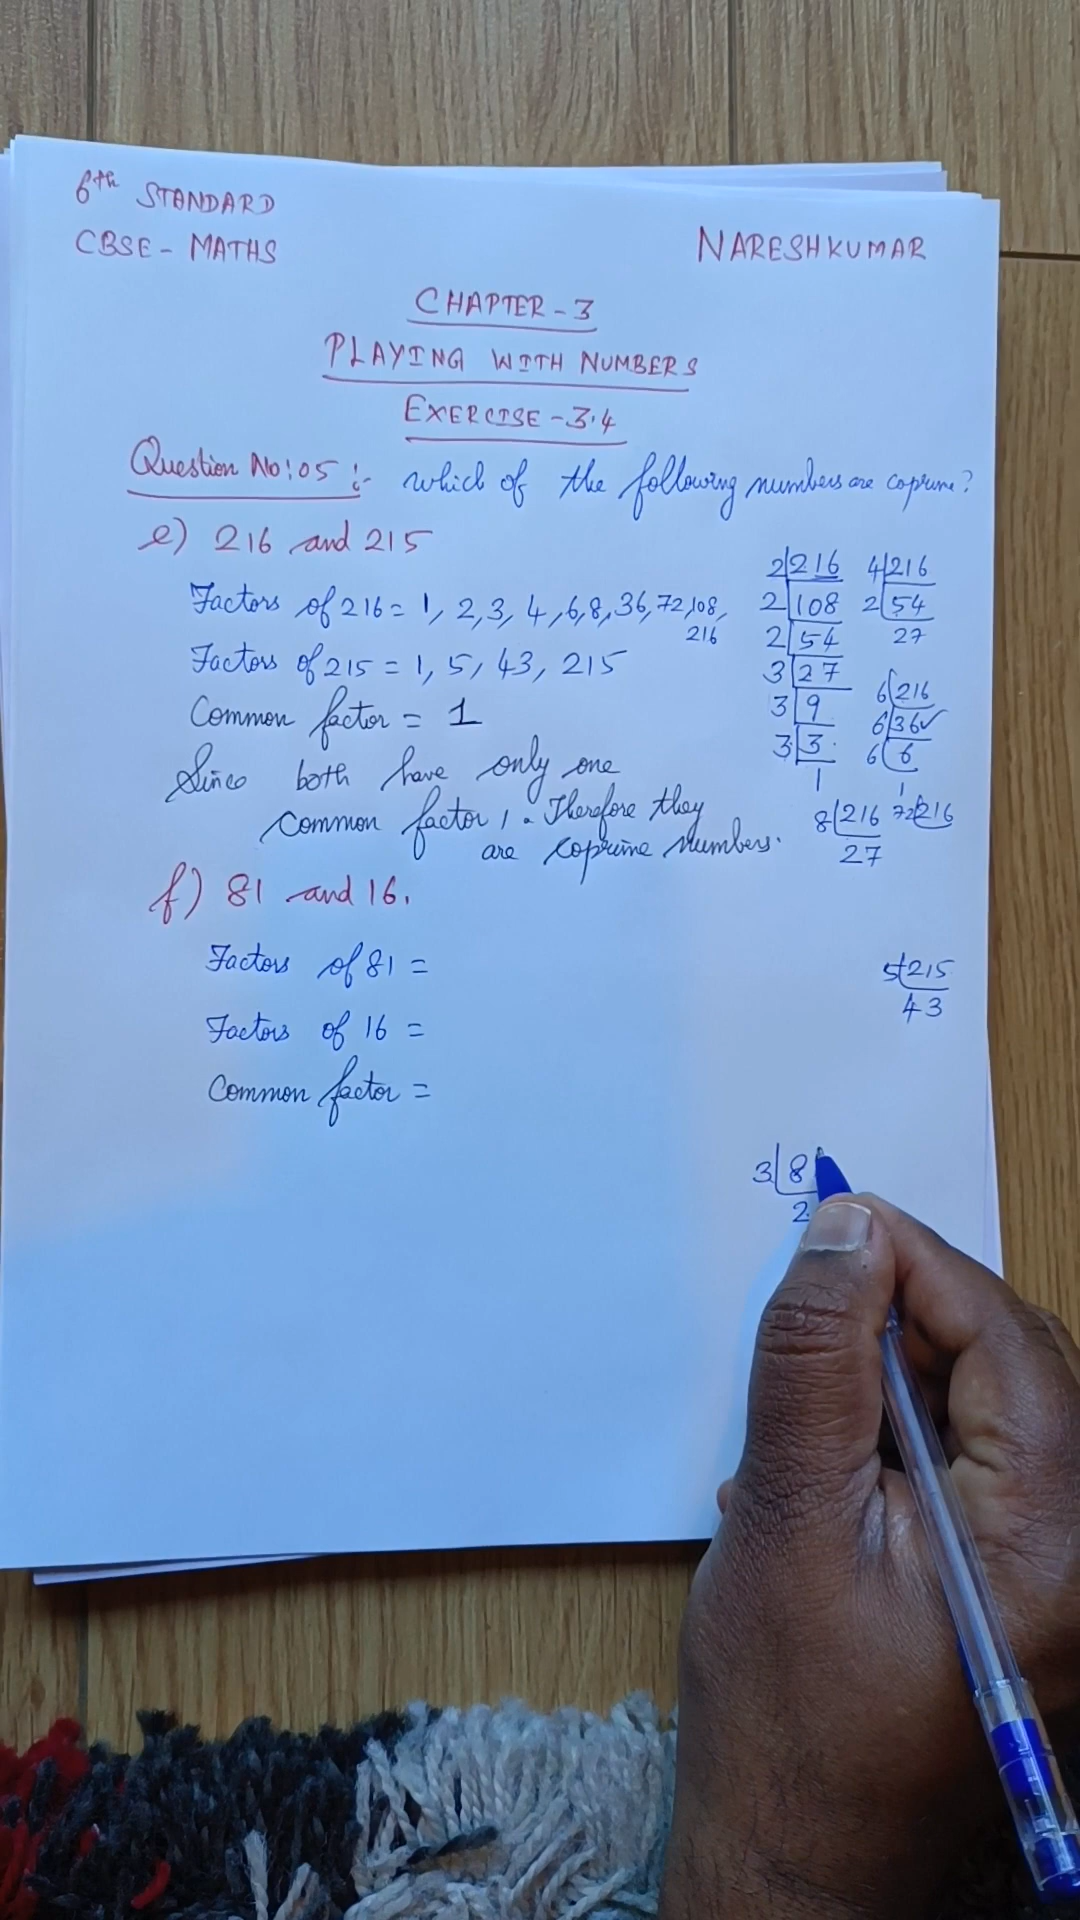 6th STANDARD
CBSE - MATHS
NARESHKUMAR
CHAPTER - 3
PLAYING WITH NUMBERS
EXERCISE - 3.4
Question No: 05 :- which of the following numbers are coprime?
e) 216 and 215
Factors of 216 = 1, 2, 3, 4, 6, 8, 36, 72, 108,
216
Factors of 215 = 1, 5, 43, 215
Common factor = 1
Since both have only one
common factor 1. Therefore they
are coprime numbers.
2 216
2 108
2 54
3 27
3 9
3 3
1
4 216
2 54
27
6 216
6 36 ✓
6 6
1
8 216
27
72 216
5 215
43
f) 81 and 16.
Factors of 81 =
Factors of 16 =
Common factor =
3 8
2